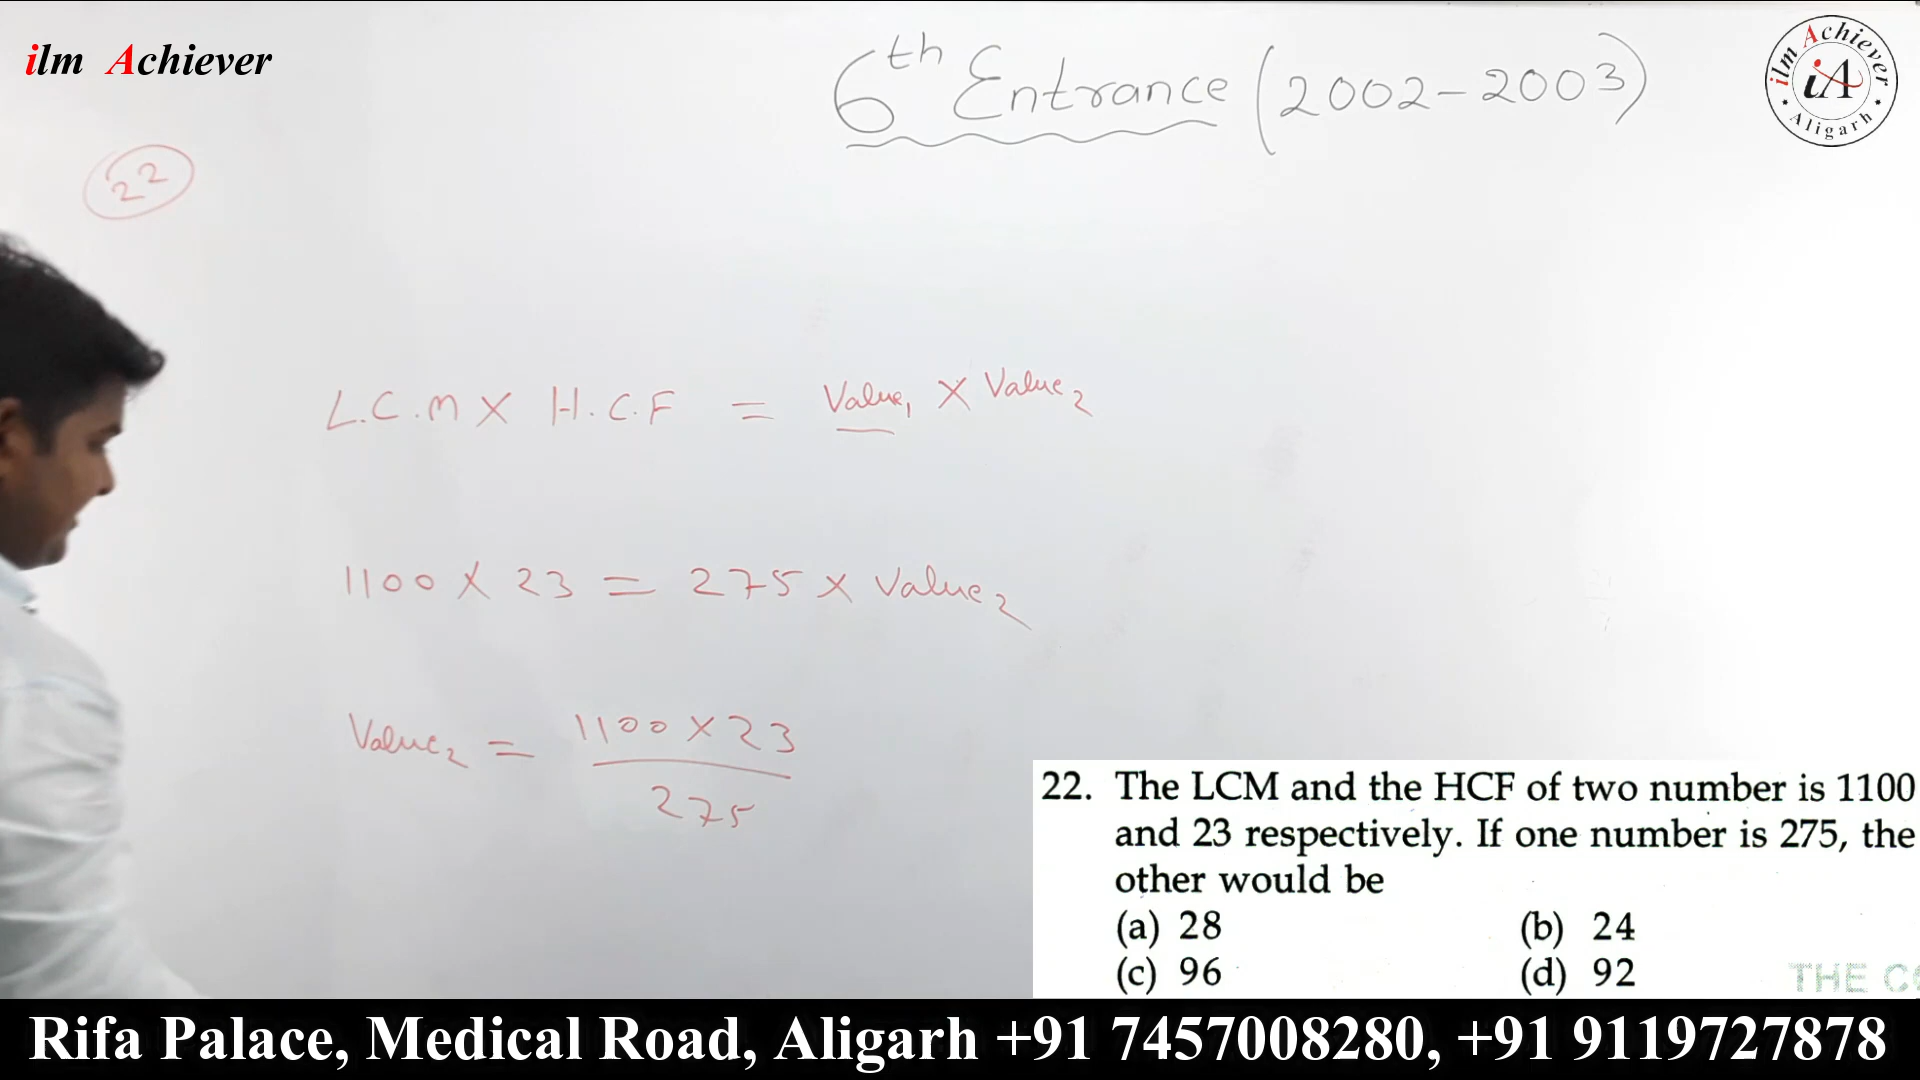 ilm Achiever
6th Entrance (2002-2003)
ilm Achiever
iA
Aligarh
22
L.C.M X H.C.F = Value1 X Value2
1100 X 23 = 275 X Value2
Value2 = 1100 X 23
275
22. The LCM and the HCF of two number is 1100
and 23 respectively. If one number is 275, the
other would be
(a) 28 (b) 24
(c) 96 (d) 92
Rifa Palace, Medical Road, Aligarh +91 7457008280, +91 9119727878